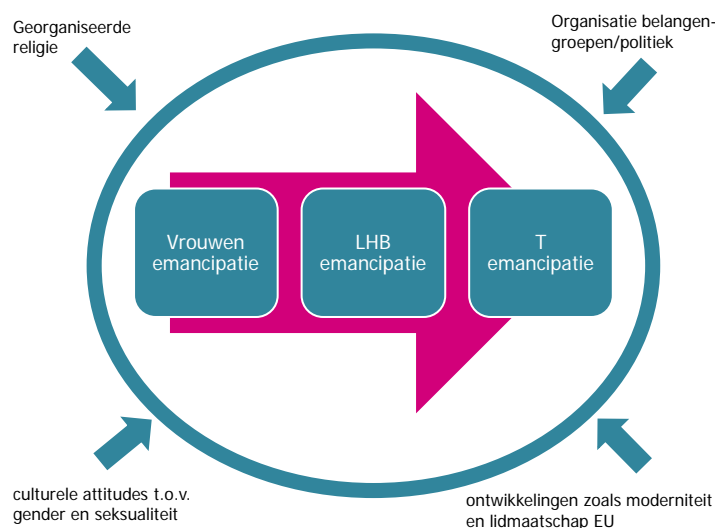 Georganiseerde
religie
Organisatie belangen-
groepen/politiek
Vrouwen
emancipatie
LHB
emancipatie
T
emancipatie
culturele attitudes t.o.v.
gender en seksualiteit
ontwikkelingen zoals moderniteit
en lidmaatschap EU